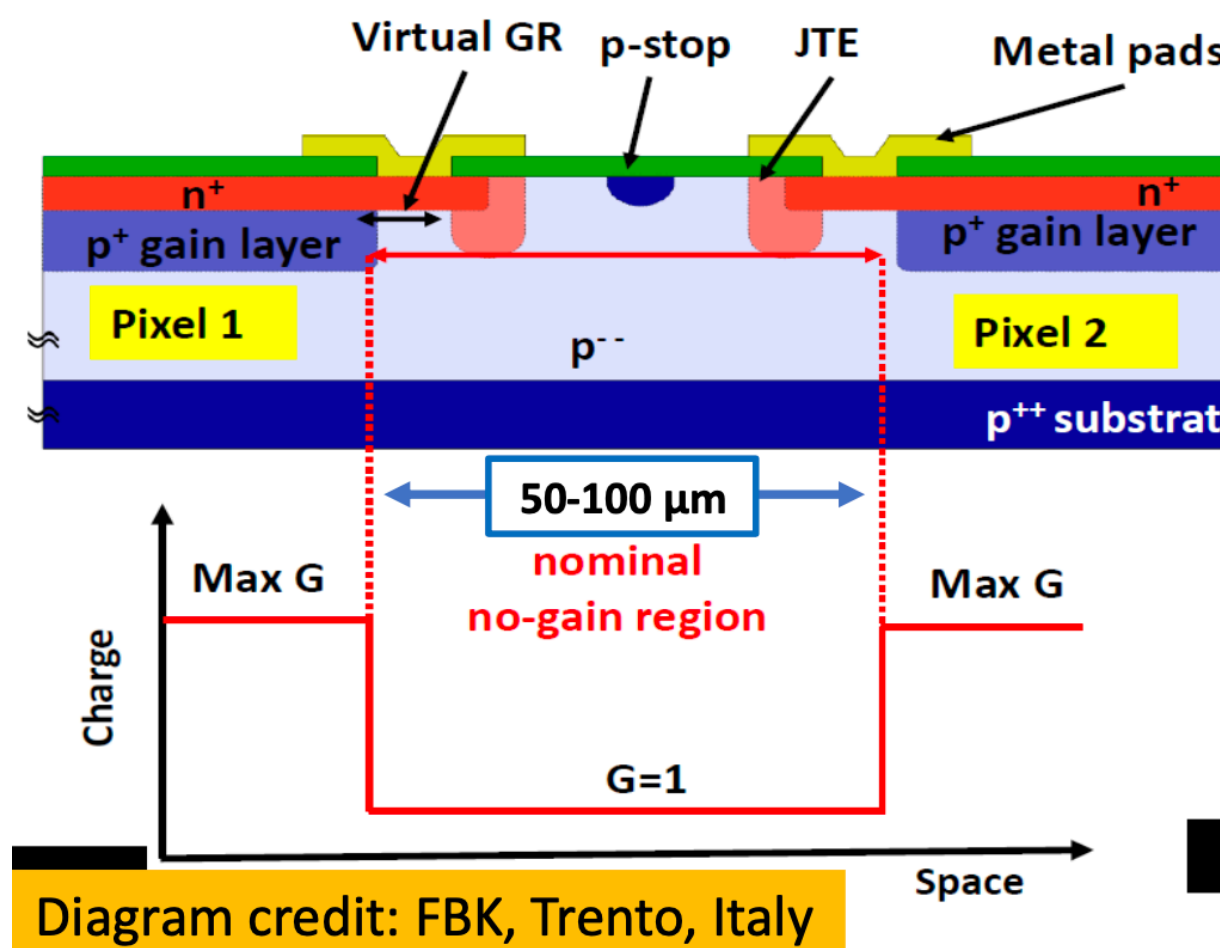 Virtual GR
p-stop
JTE
Metal pads
n+
n+
p+ gain layer
p+ gain layer
Pixel 1
Pixel 2
p- -
p++ substrat
50-100 μm
nominal
no-gain region
Max G
Max G
Charge
G=1
Space
Diagram credit: FBK, Trento, Italy